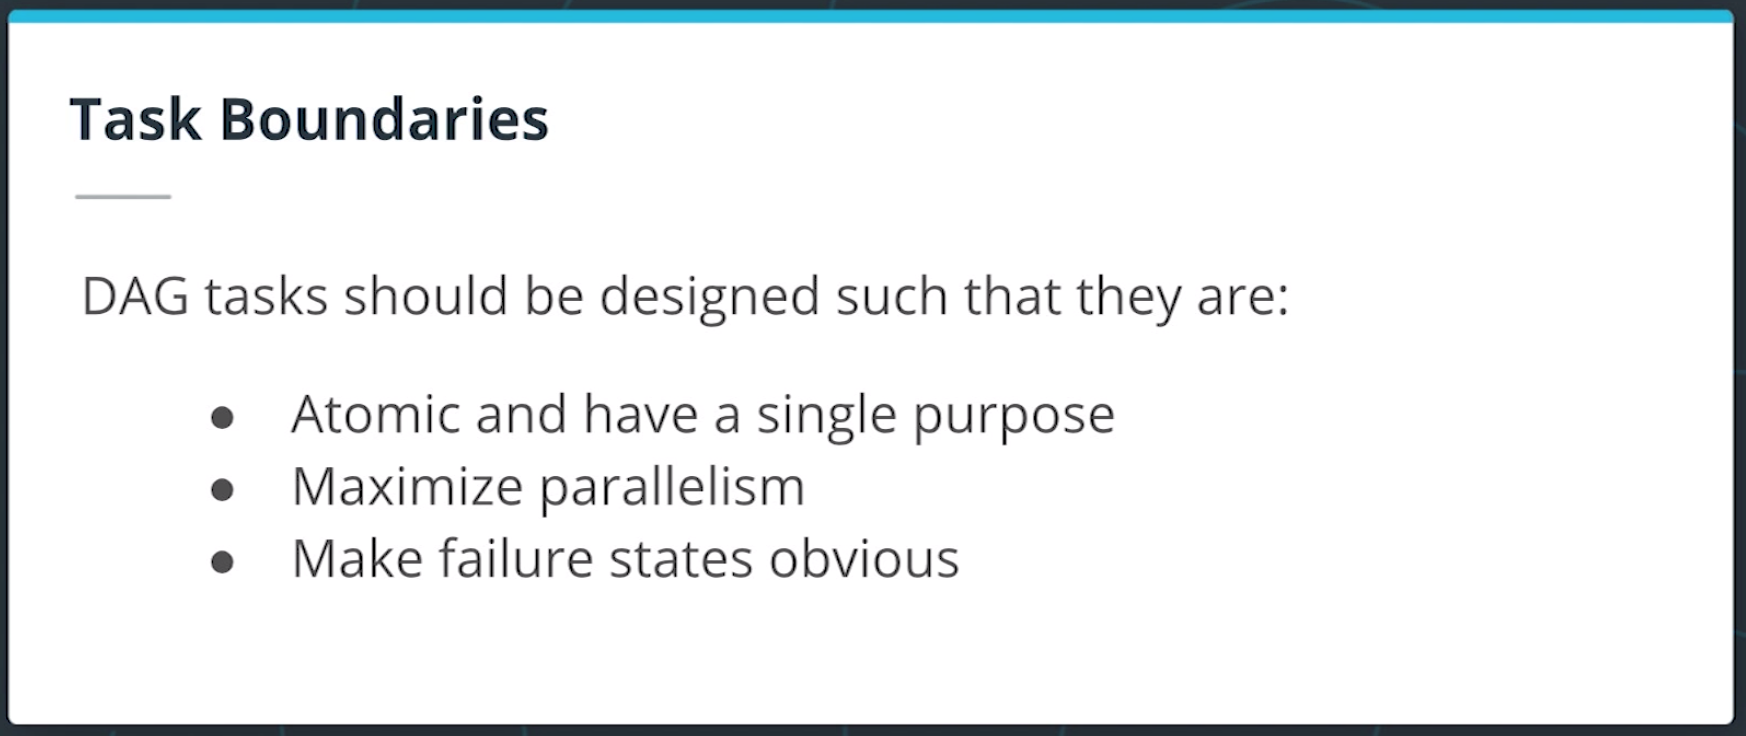 Task Boundaries
DAG tasks should be designed such that they are:
● Atomic and have a single purpose
● Maximize parallelism
● Make failure states obvious